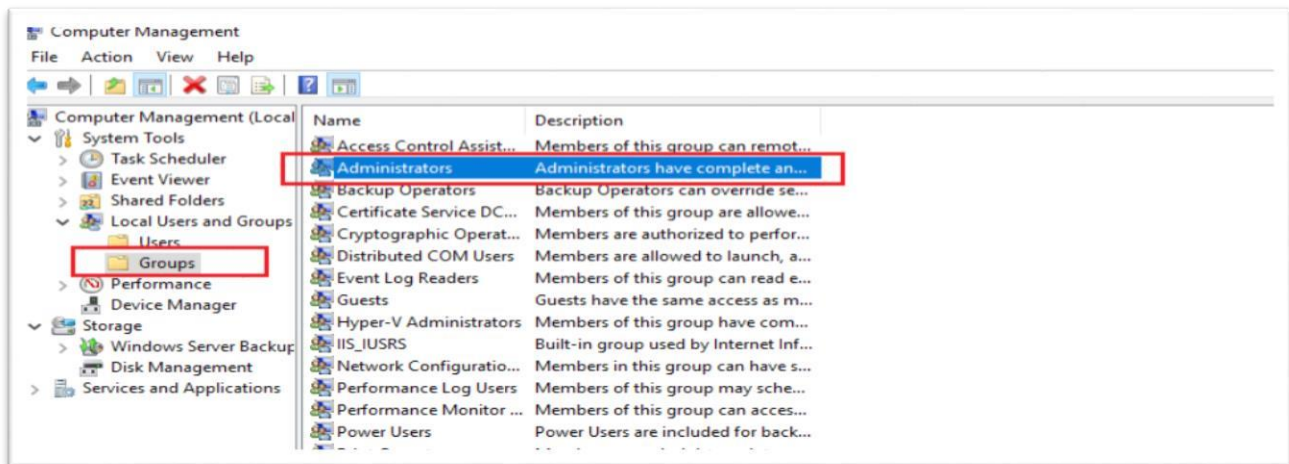 Computer Management
File Action View Help
Computer Management (Local
System Tools
Task Scheduler
Event Viewer
Shared Folders
Local Users and Groups
Users
Groups
Performance
Device Manager
Storage
Windows Server Backup
Disk Management
Services and Applications
Name Description
Access Control Assist... Members of this group can remot...
Administrators Administrators have complete an...
Backup Operators Backup Operators can override se...
Certificate Service DC... Members of this group are allowe...
Cryptographic Operat... Members are authorized to perfor...
Distributed COM Users Members are allowed to launch, a...
Event Log Readers Members of this group can read e...
Guests Guests have the same access as m...
Hyper-V Administrators Members of this group have com...
IIS_IUSRS Built-in group used by Internet Inf...
Network Configuratio... Members in this group can have s...
Performance Log Users Members of this group may sche...
Performance Monitor ... Members of this group can acces...
Power Users Power Users are included for back...